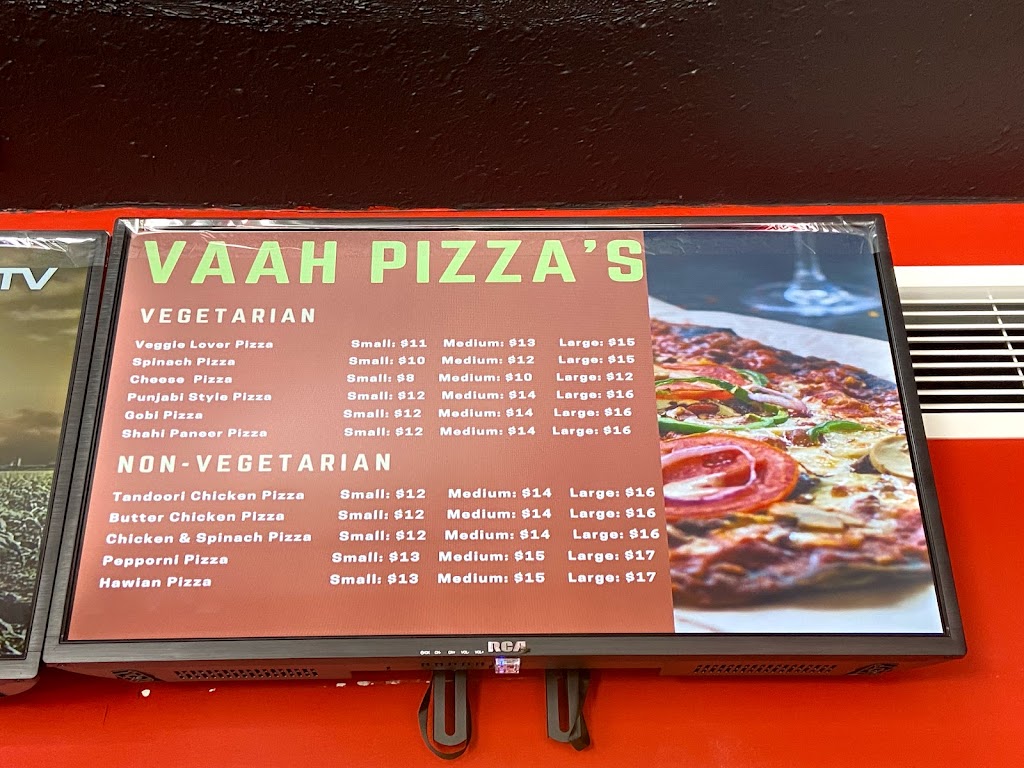 TV
VAAH PIZZA'S
VEGETARIAN
Veggie Lover Pizza Small: $11 Medium: $13 Large: $15
Spinach Pizza Small: $10 Medium: $12 Large: $15
Cheese Pizza Small: $8 Medium: $10 Large: $12
Punjabi Style Pizza Small: $12 Medium: $14 Large: $16
Gobi Pizza Small: $12 Medium: $14 Large: $16
Shahi Paneer Pizza Small: $12 Medium: $14 Large: $16
NON-VEGETARIAN
Tandoori Chicken Pizza Small: $12 Medium: $14 Large: $16
Butter Chicken Pizza Small: $12 Medium: $14 Large: $16
Chicken & Spinach Pizza Small: $12 Medium: $14 Large: $16
Pepporni Pizza Small: $13 Medium: $15 Large: $17
Hawian Pizza Small: $13 Medium: $15 Large: $17
RCA